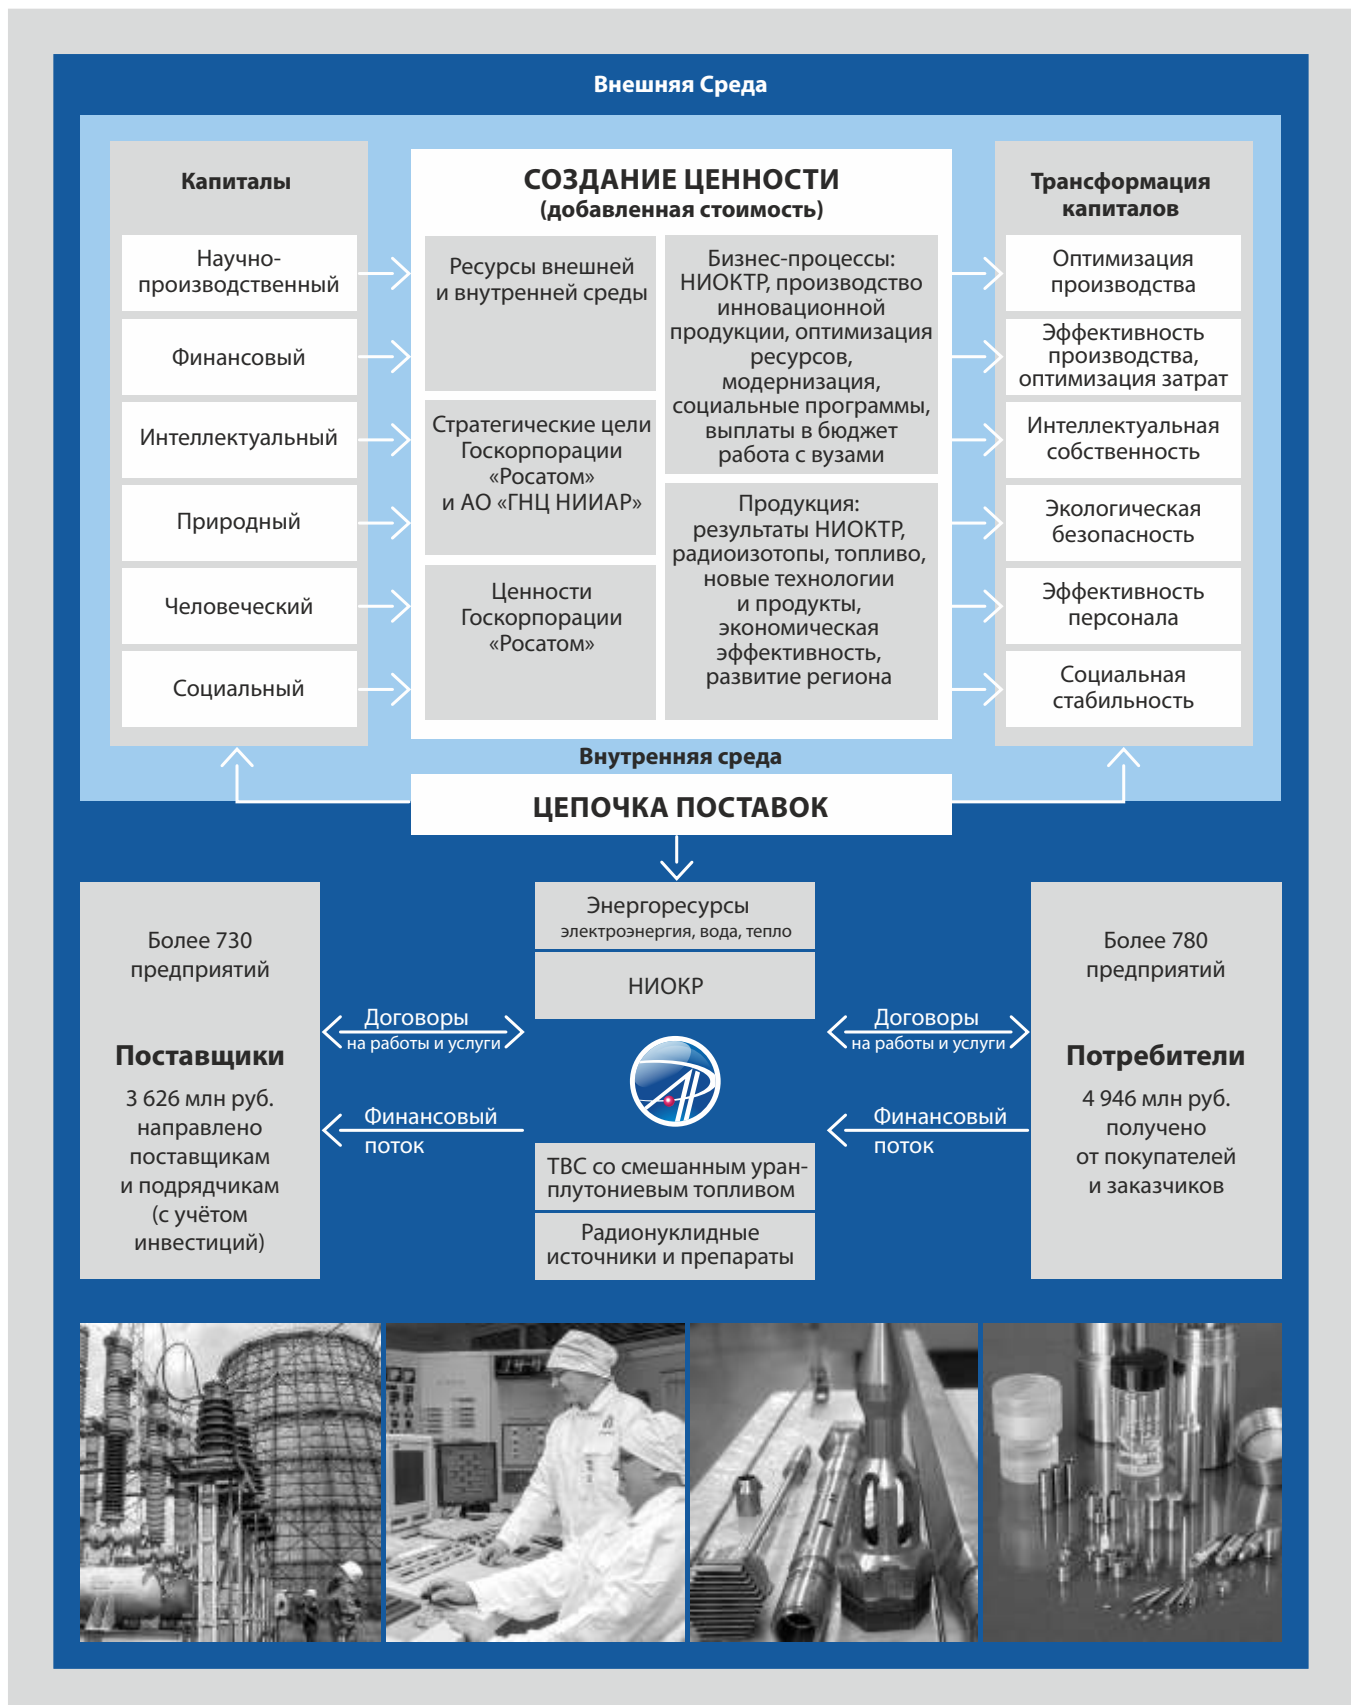 Внешняя Среда
Капиталы
Научно-
производственный
Финансовый
Интеллектуальный
Природный
Человеческий
Социальный
СОЗДАНИЕ ЦЕННОСТИ
(добавленная стоимость)
Ресурсы внешней
и внутренней среды
Стратегические цели
Госкорпорации
«Росатом»
и АО «ГНЦ НИИАР»
Ценности
Госкорпорации
«Росатом»
Бизнес-процессы:
НИОКТР, производство
инновационной
продукции, оптимизация
ресурсов,
модернизация,
социальные программы,
выплаты в бюджет
работа с вузами
Продукция:
результаты НИОКТР,
радиоизотопы, топливо,
новые технологии
и продукты,
экономическая
эффективность,
развитие региона
Трансформация
капиталов
Оптимизация
производства
Эффективность
производства,
оптимизация затрат
Интеллектуальная
собственность
Экологическая
безопасность
Эффективность
персонала
Социальная
стабильность
Внутренняя среда
ЦЕПОЧКА ПОСТАВОК
Более 730
предприятий
Поставщики
3 626 млн руб.
направлено
поставщикам
и подрядчикам
(с учётом
инвестиций)
Договоры
на работы и услуги
Финансовый
поток
Энергоресурсы
электроэнергия, вода, тепло
НИОКР
ТВС со смешанным уран-
плутониевым топливом
Радионуклидные
источники и препараты
Договоры
на работы и услуги
Финансовый
поток
Более 780
предприятий
Потребители
4 946 млн руб.
получено
от покупателей
и заказчиков